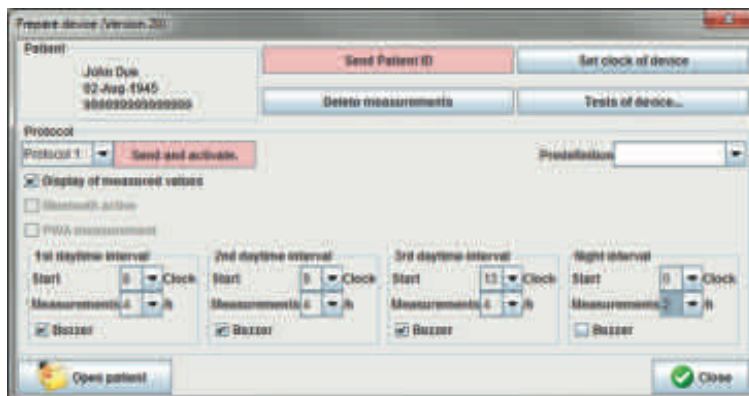 Prepare device (Version 20)
Patient
John Doe
02-Aug-1945
Send Patient ID
Set clock of device
Delete measurements
Tests of device...
Protocol
Protocol 1
Send and activate.
Predefinition
Display of measured values
Bluetooth active
PWA measurement
1st daytime interval
2nd daytime interval
3rd daytime interval
Night interval
Start Clock
Start Clock
Start Clock
Start 0 Clock
Measurements 4 /h
Measurements 4 /h
Measurements 4 /h
Measurements 2 /h
Buzzer
Buzzer
Buzzer
Buzzer
Open patient
Close